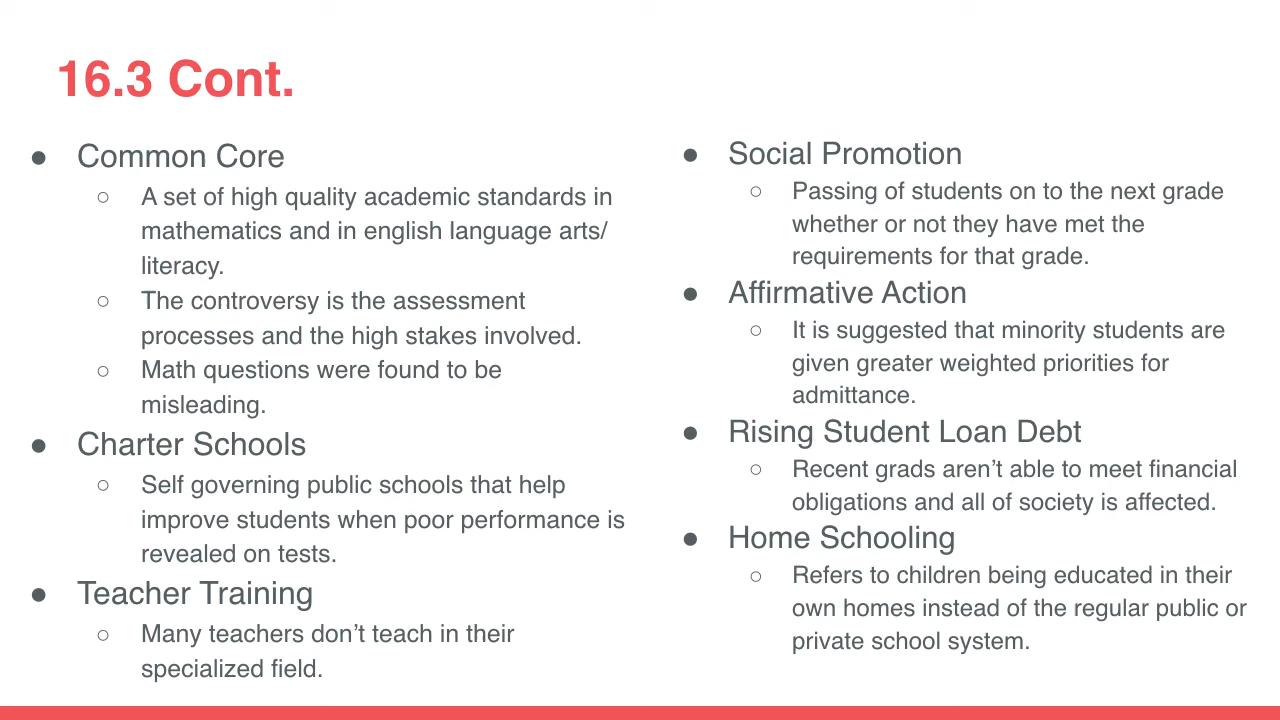 16.3 Cont.
● Common Core
○ A set of high quality academic standards in
mathematics and in english language arts/
literacy.
○ The controversy is the assessment
processes and the high stakes involved.
○ Math questions were found to be
misleading.
● Charter Schools
○ Self governing public schools that help
improve students when poor performance is
revealed on tests.
● Teacher Training
○ Many teachers don’t teach in their
specialized field.
● Social Promotion
○ Passing of students on to the next grade
whether or not they have met the
requirements for that grade.
● Affirmative Action
○ It is suggested that minority students are
given greater weighted priorities for
admittance.
● Rising Student Loan Debt
○ Recent grads aren’t able to meet financial
obligations and all of society is affected.
● Home Schooling
○ Refers to children being educated in their
own homes instead of the regular public or
private school system.